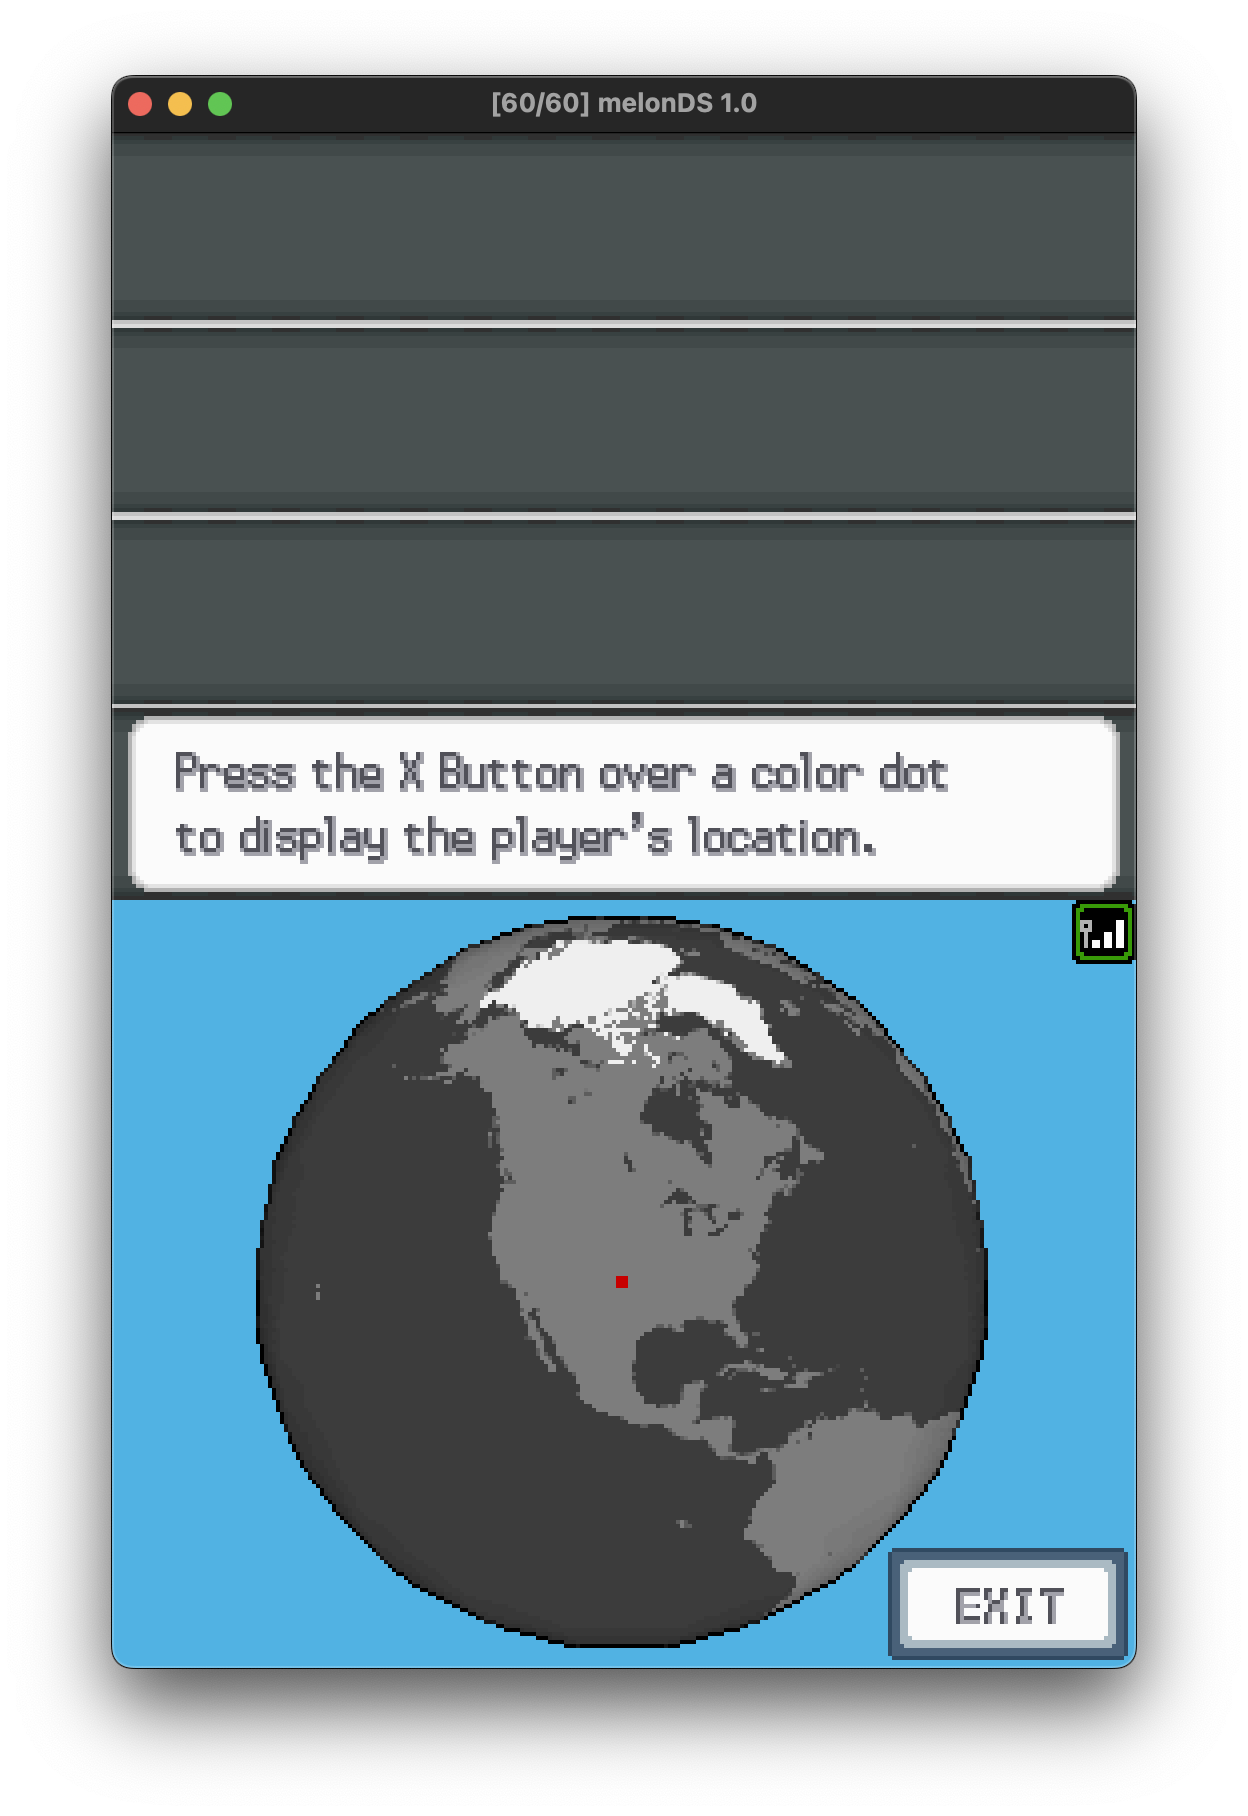 [60/60] melonDS 1.0
Press the X Button over a color dot
to display the player's location.
EXIT